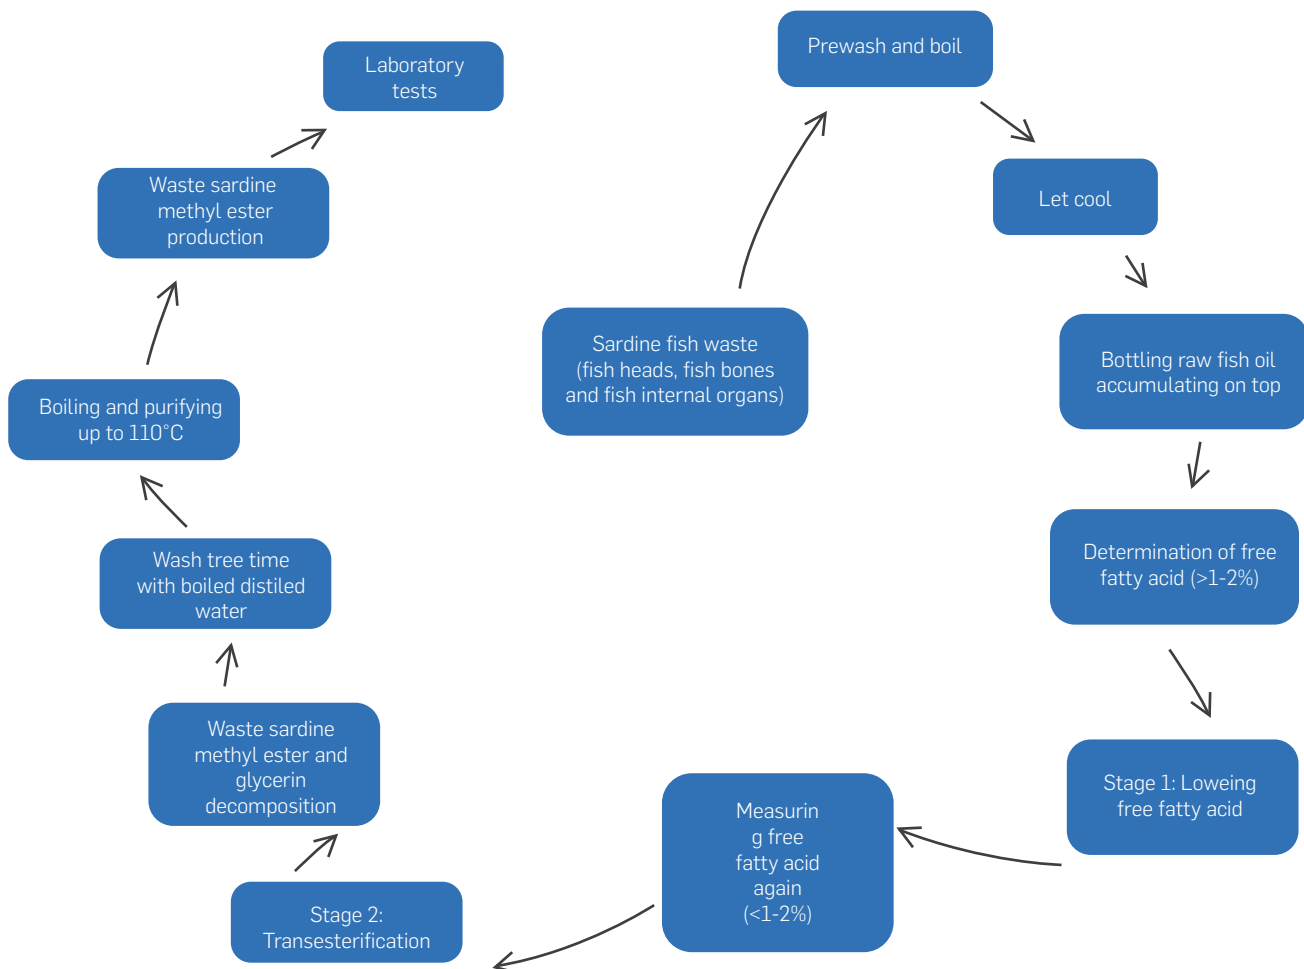 Sardine fish waste
(fish heads, fish bones
and fish internal organs)
Prewash and boil
Let cool
Bottling raw fish oil
accumulating on top
Determination of free
fatty acid (>1-2%)
Stage 1: Loweing
free fatty acid
Measurin
g free
fatty acid
again
(<1-2%)
Stage 2:
Transesterification
Waste sardine
methyl ester and
glycerin
decomposition
Wash tree time
with boiled distiled
water
Boiling and purifying
up to 110°C
Waste sardine
methyl ester
production
Laboratory
tests